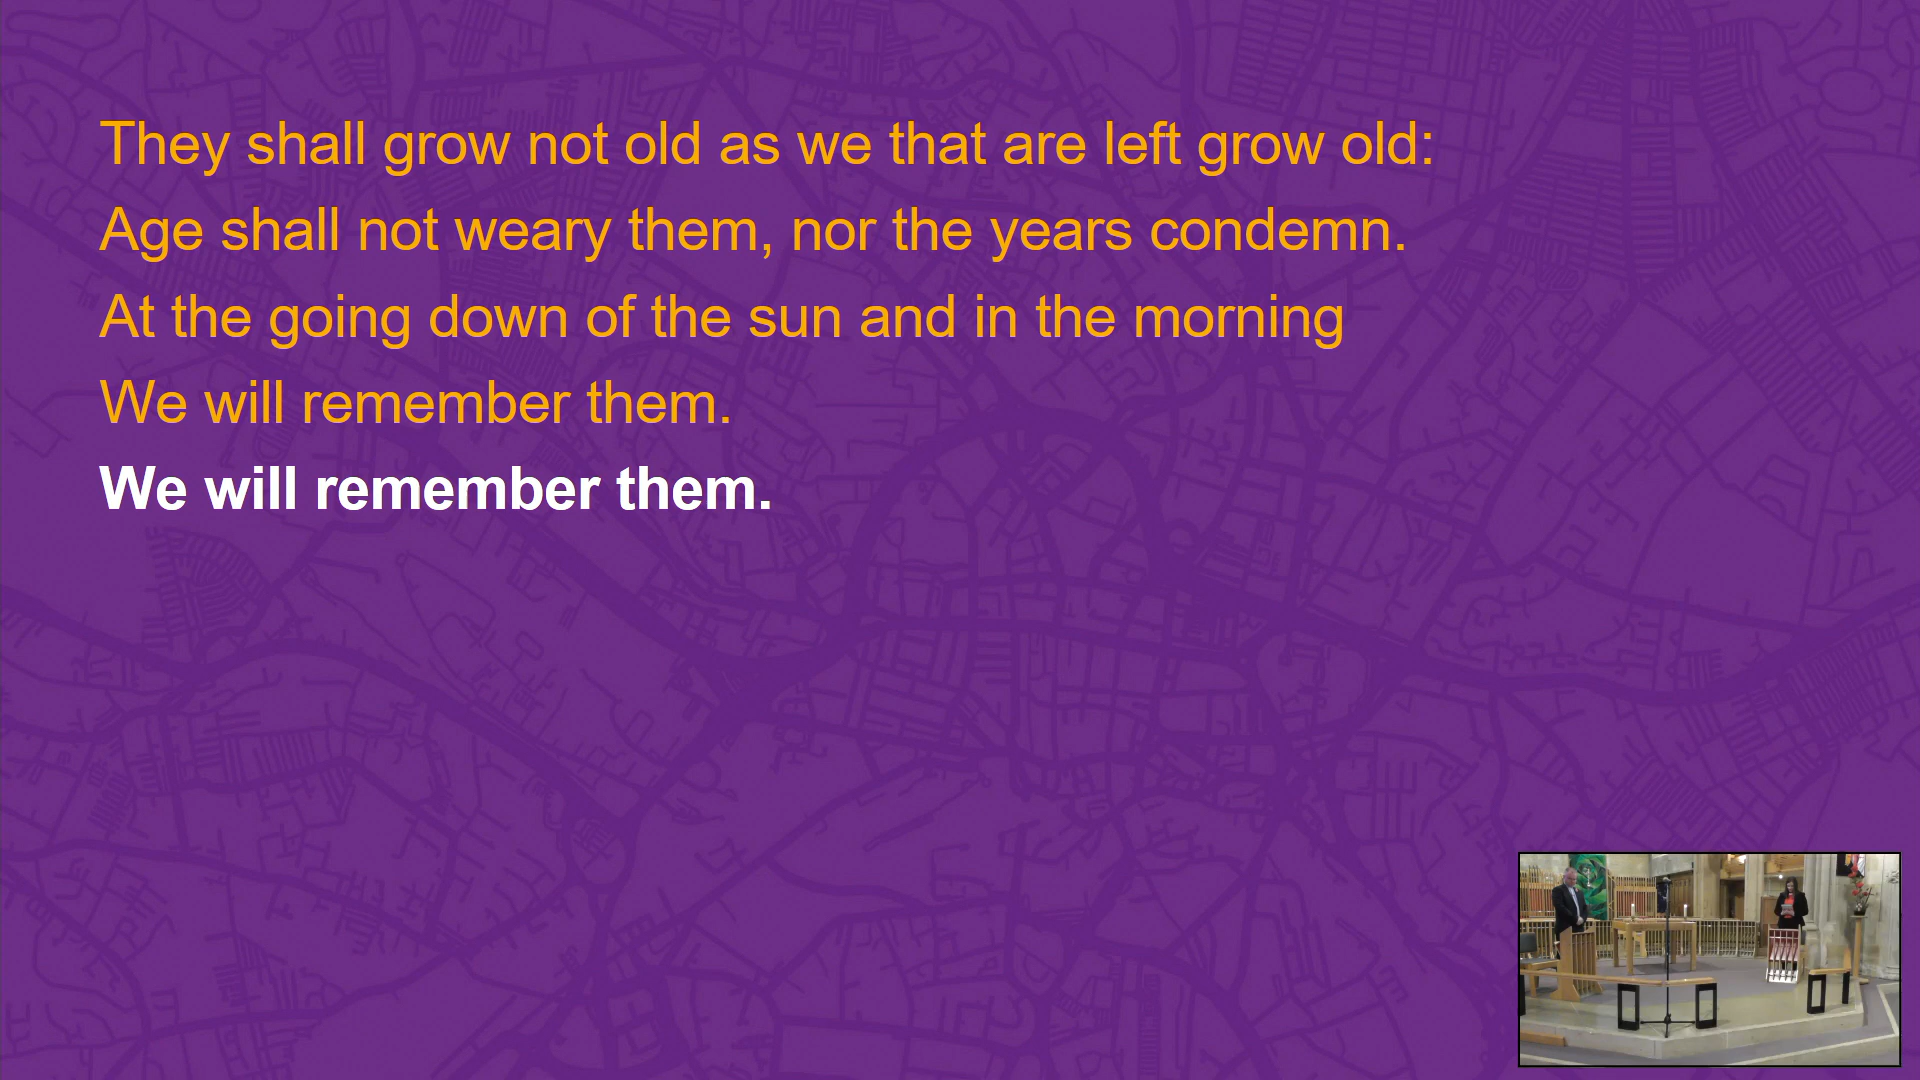 They shall grow not old as we that are left grow old:
Age shall not weary them, nor the years condemn.
At the going down of the sun and in the morning
We will remember them.
We will remember them.